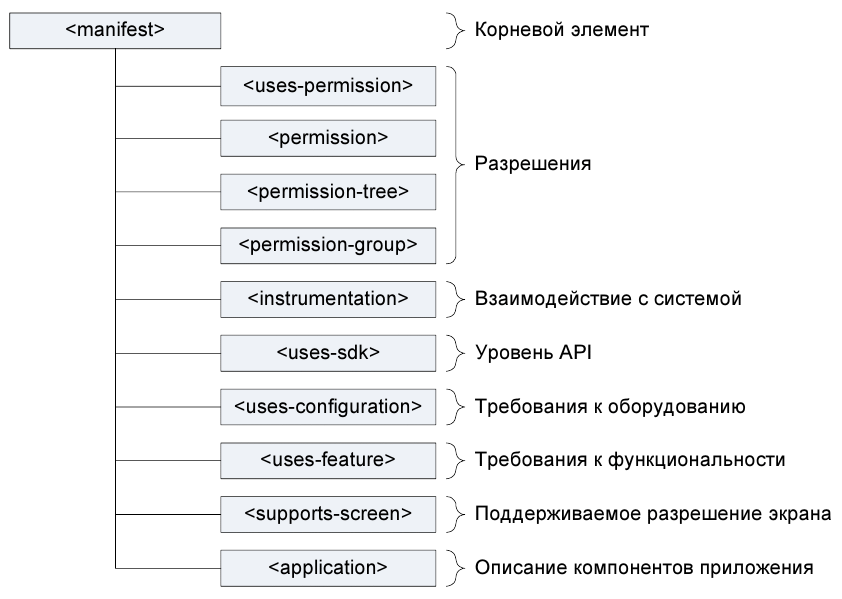 <manifest>
Корневой элемент
<uses-permission>
<permission>
Разрешения
<permission-tree>
<permission-group>
<instrumentation>
Взаимодействие с системой
<uses-sdk>
Уровень API
<uses-configuration>
Требования к оборудованию
<uses-feature>
Требования к функциональности
<supports-screen>
Поддерживаемое разрешение экрана
<application>
Описание компонентов приложения